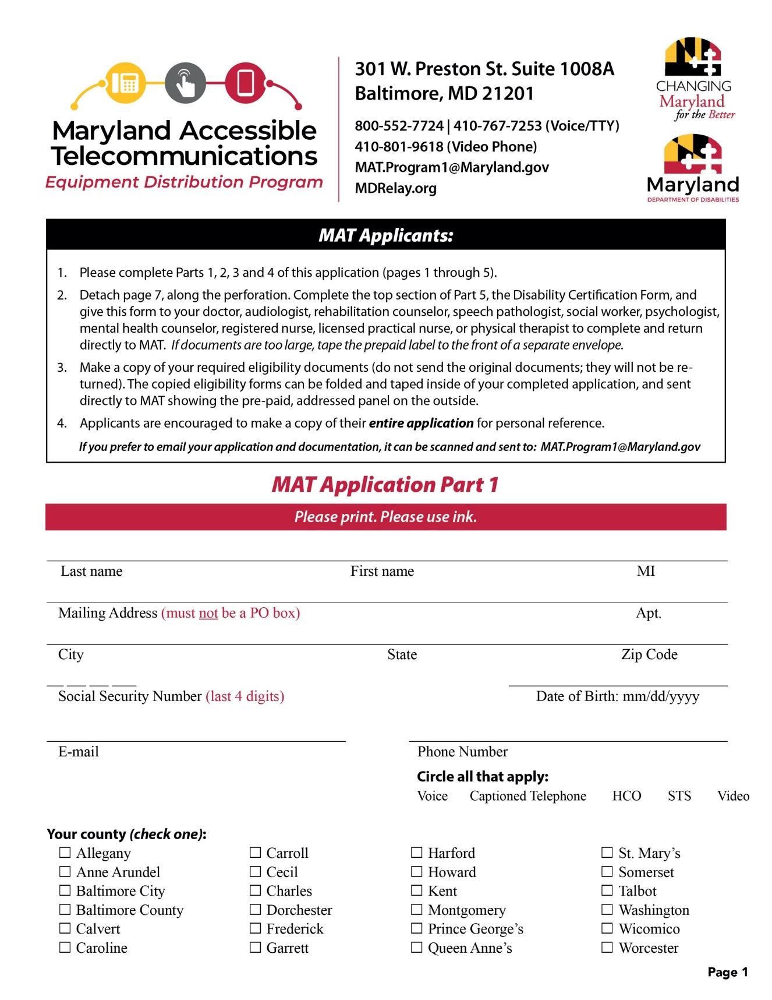 Maryland Accessible
Telecommunications
Equipment Distribution Program
301 W. Preston St. Suite 1008A
Baltimore, MD 21201
800-552-7724 | 410-767-7253 (Voice/TTY)
410-801-9618 (Video Phone)
MAT.Program1@Maryland.gov
MDRelay.org
CHANGING
Maryland
for the Better
Maryland
DEPARTMENT OF DISABILITIES
MAT Applicants:
1. Please complete Parts 1, 2, 3 and 4 of this application (pages 1 through 5).
2. Detach page 7, along the perforation. Complete the top section of Part 5, the Disability Certification Form, and
give this form to your doctor, audiologist, rehabilitation counselor, speech pathologist, social worker, psychologist,
mental health counselor, registered nurse, licensed practical nurse, or physical therapist to complete and return
directly to MAT. If documents are too large, tape the prepaid label to the front of a separate envelope.
3. Make a copy of your required eligibility documents (do not send the original documents; they will not be re-
turned). The copied eligibility forms can be folded and taped inside of your completed application, and sent
directly to MAT showing the pre-paid, addressed panel on the outside.
4. Applicants are encouraged to make a copy of their entire application for personal reference.
If you prefer to email your application and documentation, it can be scanned and sent to: MAT.Program1@Maryland.gov
MAT Application Part 1
Please print. Please use ink.
Last name First name MI
Mailing Address (must not be a PO box) Apt.
City State Zip Code
Social Security Number (last 4 digits) Date of Birth: mm/dd/yyyy
E-mail Phone Number
Circle all that apply:
Voice Captioned Telephone HCO STS Video
Your county (check one):
☐ Allegany ☐ Carroll ☐ Harford ☐ St. Mary's
☐ Anne Arundel ☐ Cecil ☐ Howard ☐ Somerset
☐ Baltimore City ☐ Charles ☐ Kent ☐ Talbot
☐ Baltimore County ☐ Dorchester ☐ Montgomery ☐ Washington
☐ Calvert ☐ Frederick ☐ Prince George's ☐ Wicomico
☐ Caroline ☐ Garrett ☐ Queen Anne's ☐ Worcester
Page 1